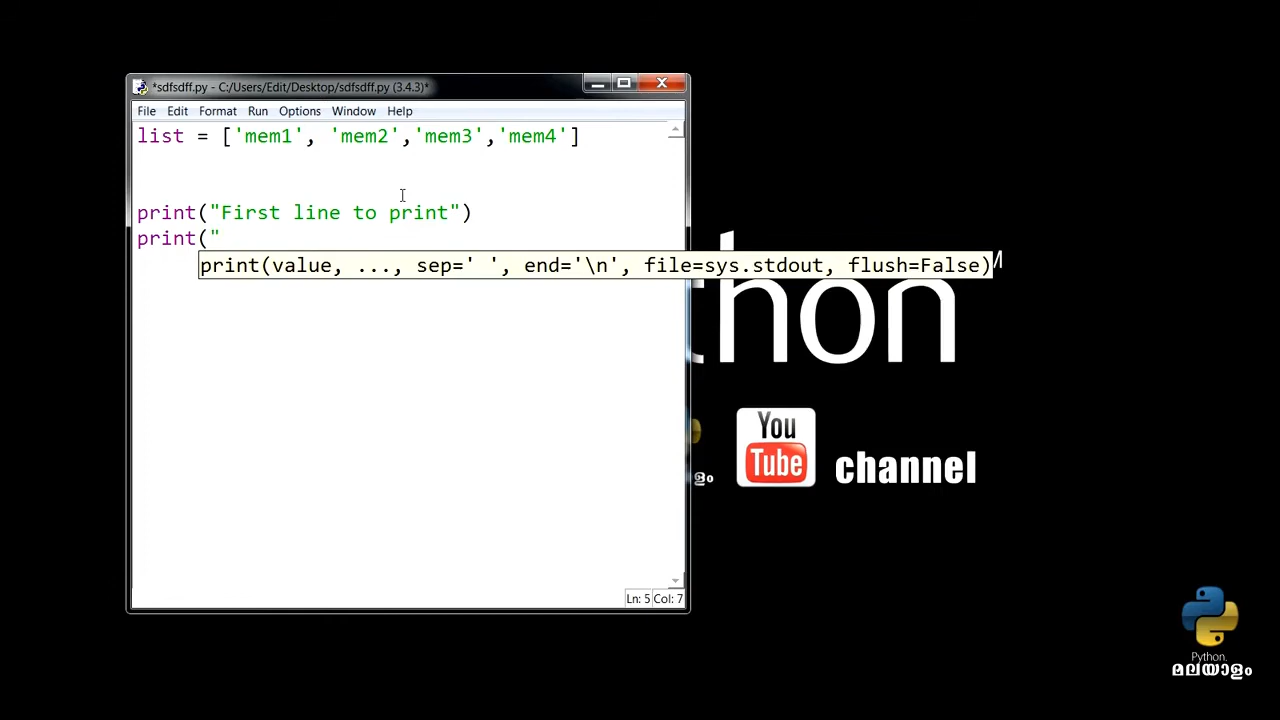 *sdfsdff.py - C:/Users/Edit/Desktop/sdfsdff.py (3.4.3)*
File Edit Format Run Options Window Help
list = ['mem1', 'mem2','mem3','mem4']
print("First line to print")
print("
print(value, ..., sep=' ', end='\n', file=sys.stdout, flush=False)
thon
You
Tube
channel
Ln: 5 Col: 7
Python.
മലയാളം